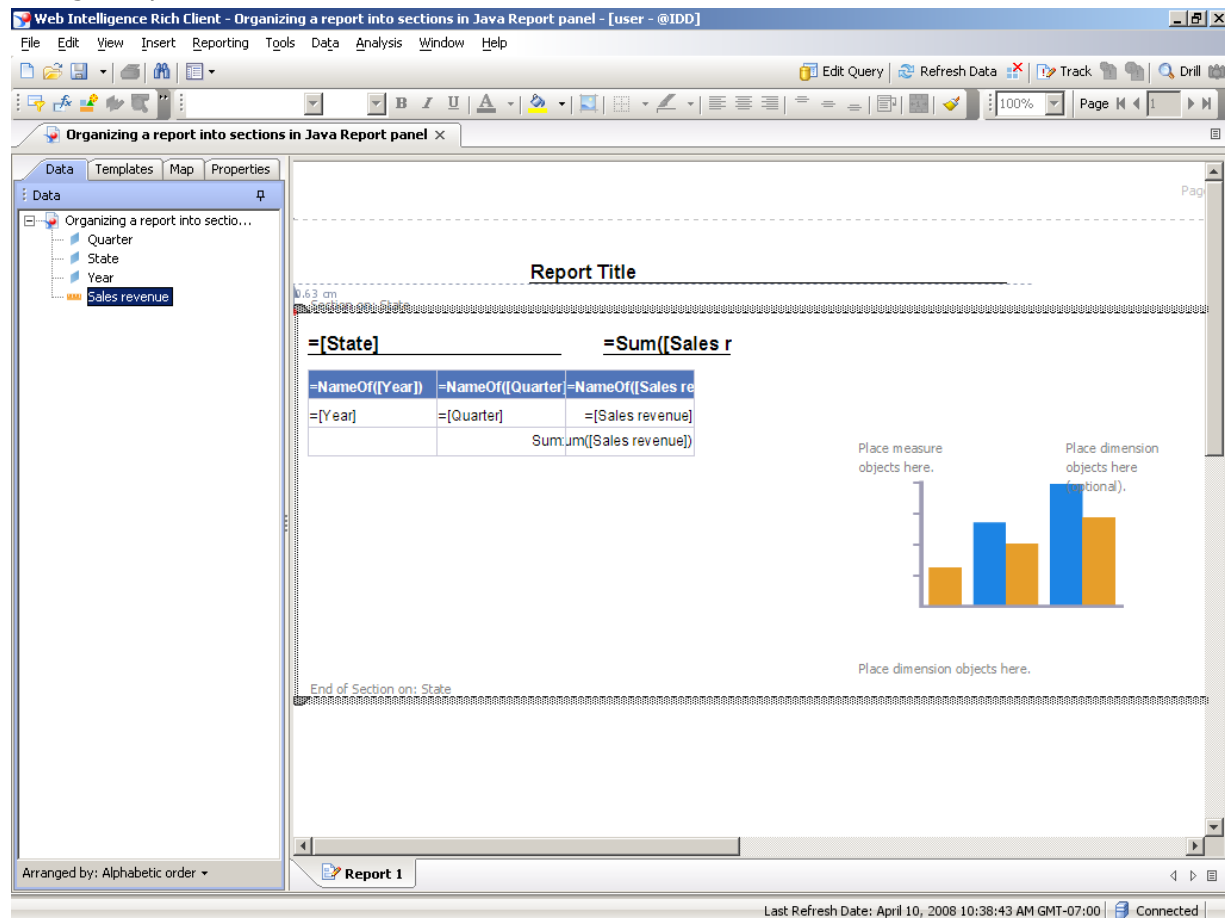 Web Intelligence Rich Client - Organizing a report into sections in Java Report panel - [user - @IDD]
File Edit View Insert Reporting Tools Data Analysis Window Help
Edit Query Refresh Data Track Drill
B I U A 100% Page 1
Organizing a report into sections in Java Report panel
Data Templates Map Properties
Data
Organizing a report into sectio...
Quarter
State
Year
Sales revenue
Arranged by: Alphabetic order
Pag
Report Title
0.63 cm
Section on: State
=[State] =Sum([Sales r
=NameOf([Year]) =NameOf([Quarter] =NameOf([Sales re
=[Year] =[Quarter] =[Sales revenue]
Sum: um([Sales revenue])
Place measure
objects here.
Place dimension
objects here
(optional).
Place dimension objects here.
End of Section on: State
Report 1
Last Refresh Date: April 10, 2008 10:38:43 AM GMT-07:00 Connected